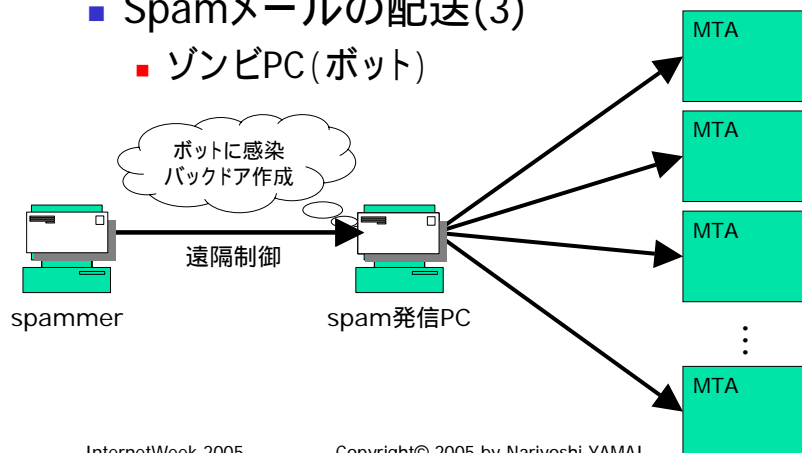 Spamメールの配送(3)
ゾンビPC(ボット)
ボットに感染
バックドア作成
遠隔制御
spammer
spam発信PC
MTA
MTA
MTA
⋮
MTA
InternetWeek 2005
Copyright© 2005 by Nariyoshi YAMAI